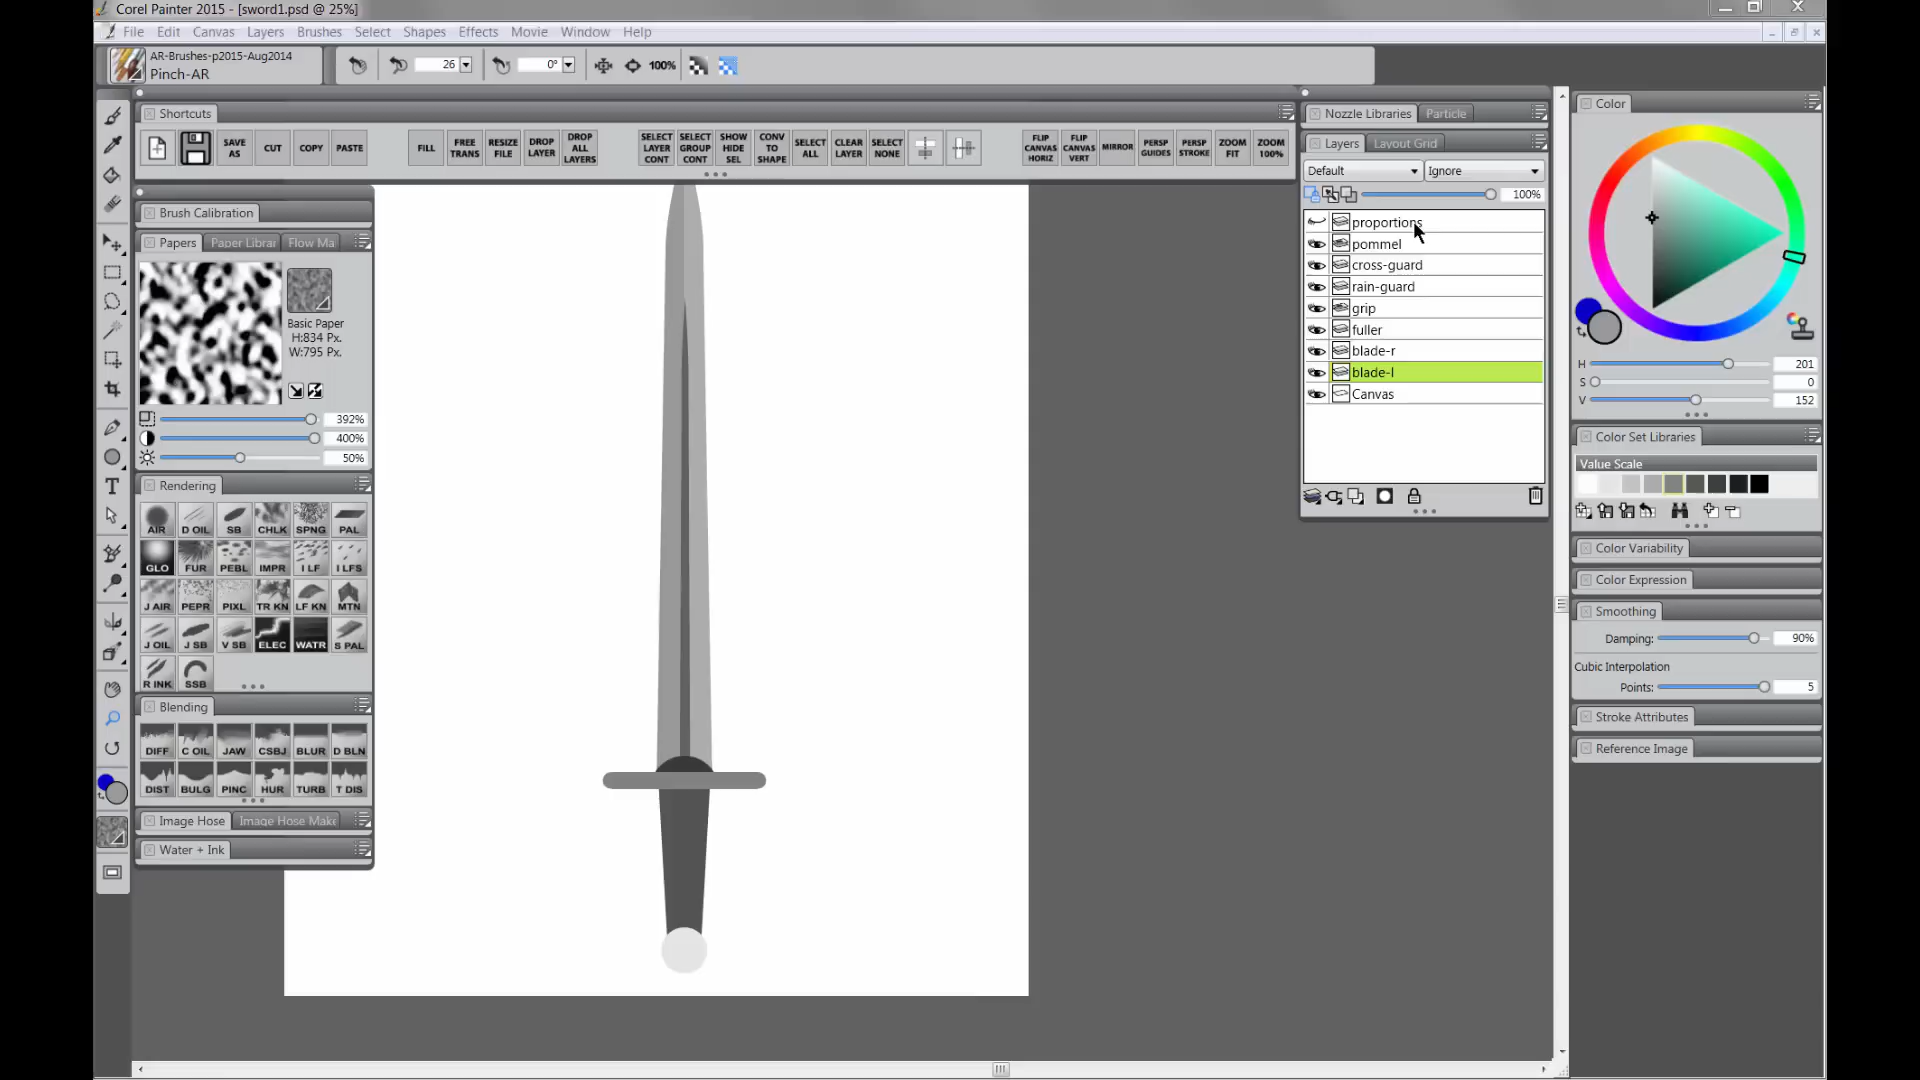 Corel Painter 2015 - [sword1.psd @ 25%]
File Edit Canvas Layers Brushes Select Shapes Effects Movie Window Help
AR-Brushes-p2015-Aug2014
Pinch-AR
26 0° 100%
Shortcuts
SAVE AS CUT COPY PASTE FILL FREE TRANS RESIZE FILE DROP LAYER DROP ALL LAYERS SELECT LAYER CONT SELECT GROUP CONT SHOW HIDE SEL CONV TO SHAPE SELECT ALL CLEAR LAYER SELECT NONE FLIP CANVAS HORIZ FLIP CANVAS VERT MIRROR PERSP GUIDES PERSP STROKE ZOOM FIT ZOOM 100%
Brush Calibration
Papers Paper Librar Flow Ma
Basic Paper
H:834 Px.
W:795 Px.
392%
400%
50%
Rendering
AIR D OIL SB CHLK SPNG PAL
GLO FUR PEBL IMPR I LF I LFS
J AIR PEPR PIXL TR KN LF KN MTN
J OIL J SB V SB ELEC WATR S PAL
R INK SSB
Blending
DIFF C OIL JAW CSBJ BLUR D BLN
DIST BULG PINC HUR TURB T DIS
Image Hose Image Hose Make
Water + Ink
Nozzle Libraries Particle
Layers Layout Grid
Default Ignore
100%
proportions
pommel
cross-guard
rain-guard
grip
fuller
blade-r
blade-l
Canvas
Color
H 201
S 0
V 152
Color Set Libraries
Value Scale
Color Variability
Color Expression
Smoothing
Damping: 90%
Cubic Interpolation
Points: 5
Stroke Attributes
Reference Image
T